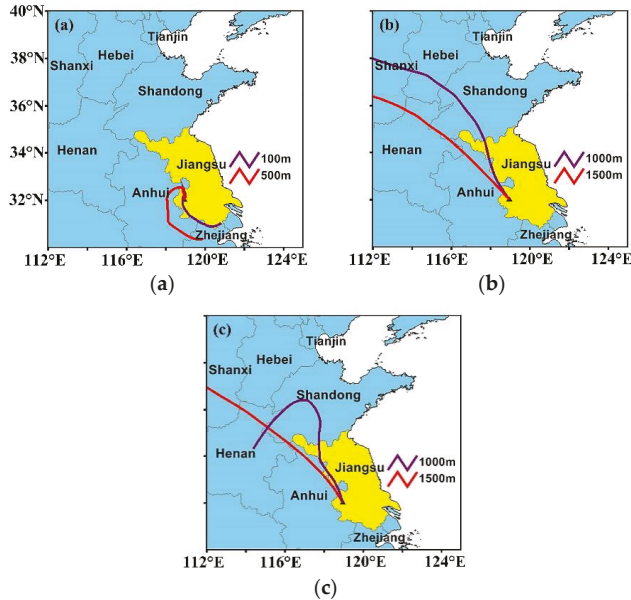 40°N
38°N
36°N
34°N
32°N
(a)
Tianjin
Hebei
Shanxi
Shandong
Henan
Jiangsu
100m
500m
Anhui
Zhejiang
112°E
116°E
120°E
124°E
(a)
(b)
Tianjin
Hebei
Shanxi
Shandong
Henan
Jiangsu
1000m
1500m
Anhui
Zhejiang
112°E
116°E
120°E
124°E
(b)
(c)
Tianjin
Hebei
Shanxi
Shandong
Henan
Jiangsu
1000m
1500m
Anhui
Zhejiang
112°E
116°E
120°E
124°E
(c)